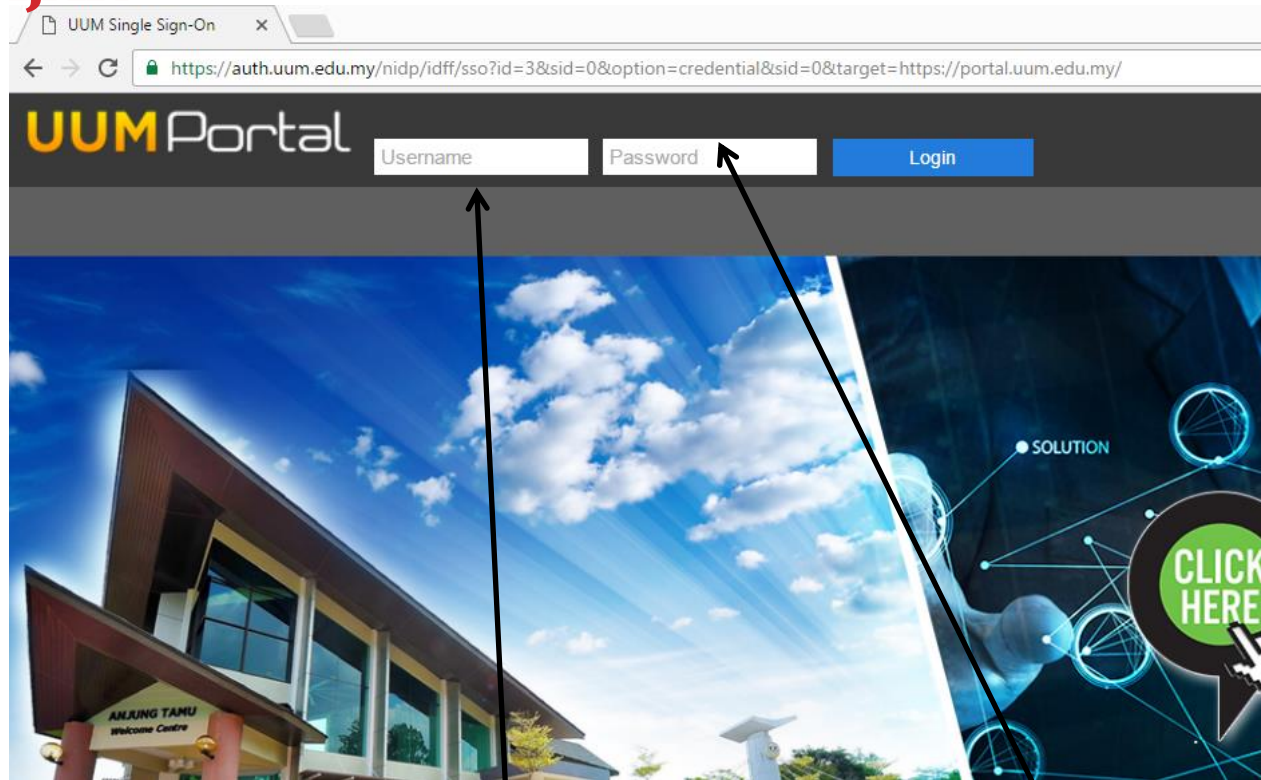 UUM Single Sign-On
https://auth.uum.edu.my/nidp/idff/sso?id=3&sid=0&option=credential&sid=0&target=https://portal.uum.edu.my/
UUMPortal
Username
Password
Login
SOLUTION
CLICK
HERE
ANJUNG TAMU
Welcome Centre